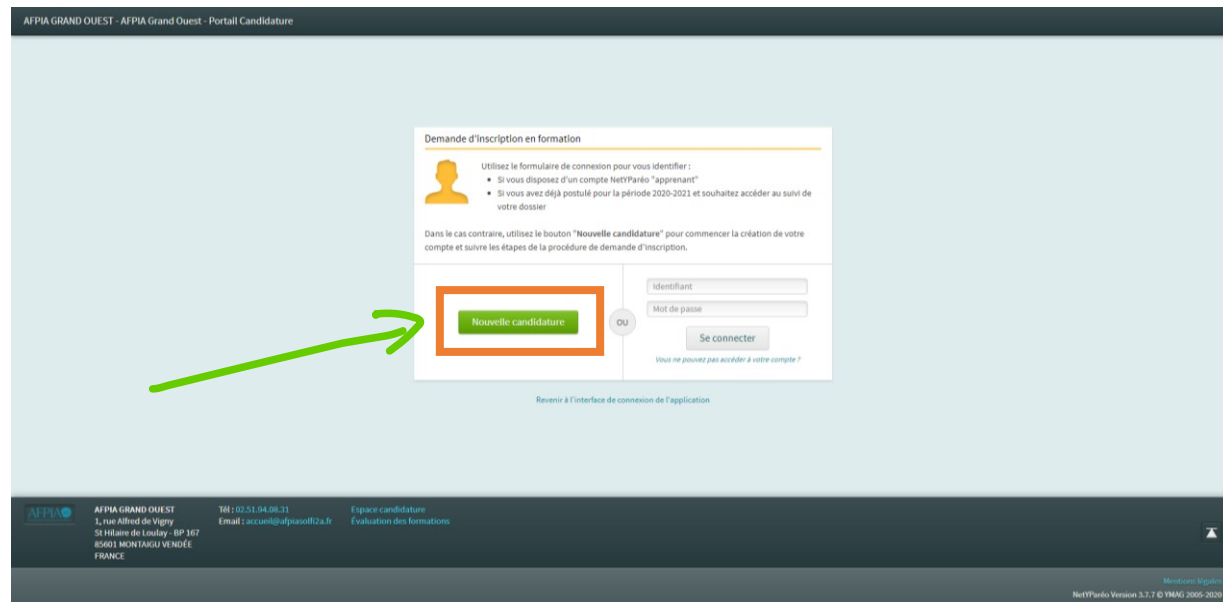 AFPIA GRAND OUEST - AFPIA Grand Ouest - Portail Candidature
Demande d'inscription en formation
Utilisez le formulaire de connexion pour vous identifier :
• Si vous disposez d'un compte NetYParéo "apprenant"
• Si vous avez déjà postulé pour la période 2020-2021 et souhaitez accéder au suivi de
votre dossier
Dans le cas contraire, utilisez le bouton "Nouvelle candidature" pour commencer la création de votre
compte et suivre les étapes de la procédure de demande d'inscription.
Nouvelle candidature
OU
Identifiant
Mot de passe
Se connecter
Vous ne pouvez pas accéder à votre compte ?
Revenir à l'interface de connexion de l'application
AFPIA
AFPIA GRAND OUEST
1, rue Alfred de Vigny
St Hilaire de Loulay - BP 167
85601 MONTAIGU VENDÉE
FRANCE
Tél : 02.51.94.08.31
Email : accueil@afpiasolfi2a.fr
Espace candidature
Évaluation des formations
Mentions légales
NetYParéo Version 3.7.7 © YMAG 2005-2020